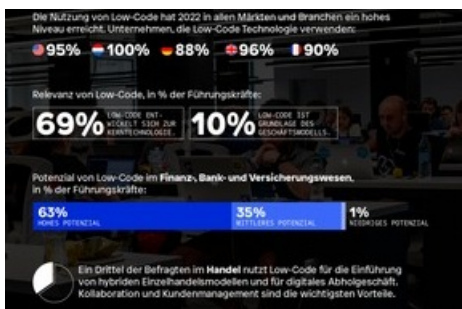 Die Nutzung von Low-Code hat 2022 in allen Märkten und Branchen ein hohes
Niveau erreicht. Unternehmen, die Low-Code Technologie verwenden:
95% 100% 88% 96% 90%
Relevanz von Low-Code, in % der Führungskräfte:
69% LOW-CODE ENT-
WICKELT SICH ZUR
KERNTECHNOLOGIE.
10% LOW-CODE IST
GRUNDLAGE DES
GESCHÄFTSMODELLS.
Potenzial von Low-Code im Finanz-, Bank- und Versicherungswesen,
in % der Führungskräfte:
63% 35% 1%
HOHES POTENZIAL MITTLERES POTENZIAL NIEDRIGES POTENZIAL
Ein Drittel der Befragten im Handel nutzt Low-Code für die Einführung
von hybriden Einzelhandelsmodellen und für digitales Abholgeschäft.
Kollaboration und Kundenmanagement sind die wichtigsten Vorteile.